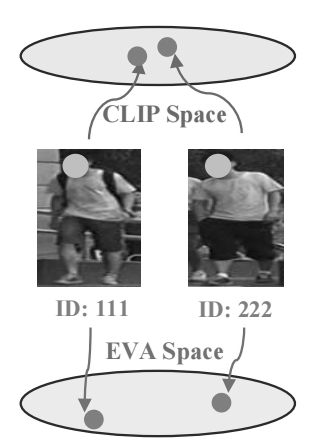 CLIP Space
ID: 111
ID: 222
EVA Space